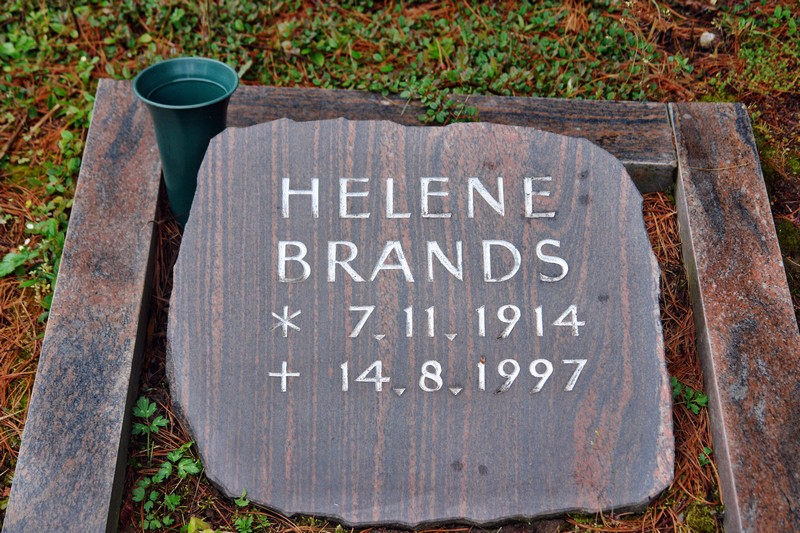 HELENE
BRANDS
* 7.11.1914
+ 14.8.1997